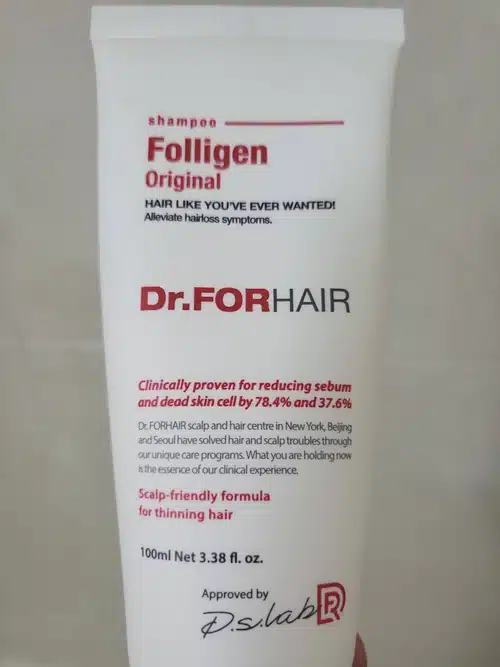 shampoo
Folligen
Original
HAIR LIKE YOU'VE EVER WANTED!
Alleviate hairloss symptoms.
Dr.FORHAIR
Clinically proven for reducing sebum
and dead skin cell by 78.4% and 37.6%
Dr.FORHAIR scalp and hair centre in New York, Beijing
and Seoul have solved hair and scalp troubles through
our unique care programs. What you are holding now
is the essence of our clinical experience.
Scalp-friendly formula
for thinning hair
100ml Net 3.38 fl. oz.
Approved by
D.s.lab